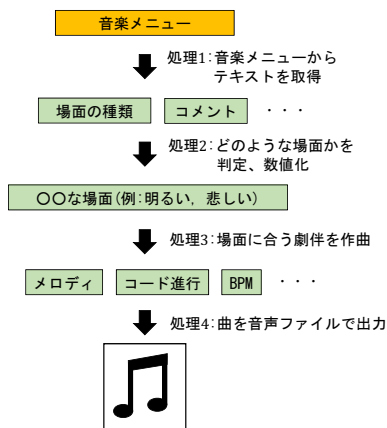 音楽メニュー
処理1:音楽メニューから
テキストを取得
場面の種類 コメント ・・・
処理2:どのような場面かを
判定、数値化
〇〇な場面(例:明るい, 悲しい)
処理3:場面に合う劇伴を作曲
メロディ コード進行 BPM ・・・
処理4:曲を音声ファイルで出力